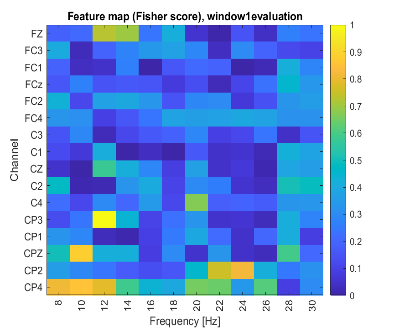 Feature map (Fisher score), window1evaluation
FZ
FC3
FC1
FCz
FC2
FC4
C3
C1
CZ
C2
C4
CP3
CP1
CPZ
CP2
CP4
Channel
8 10 12 14 16 18 20 22 24 26 28 30
Frequency [Hz]
1
0.9
0.8
0.7
0.6
0.5
0.4
0.3
0.2
0.1
0